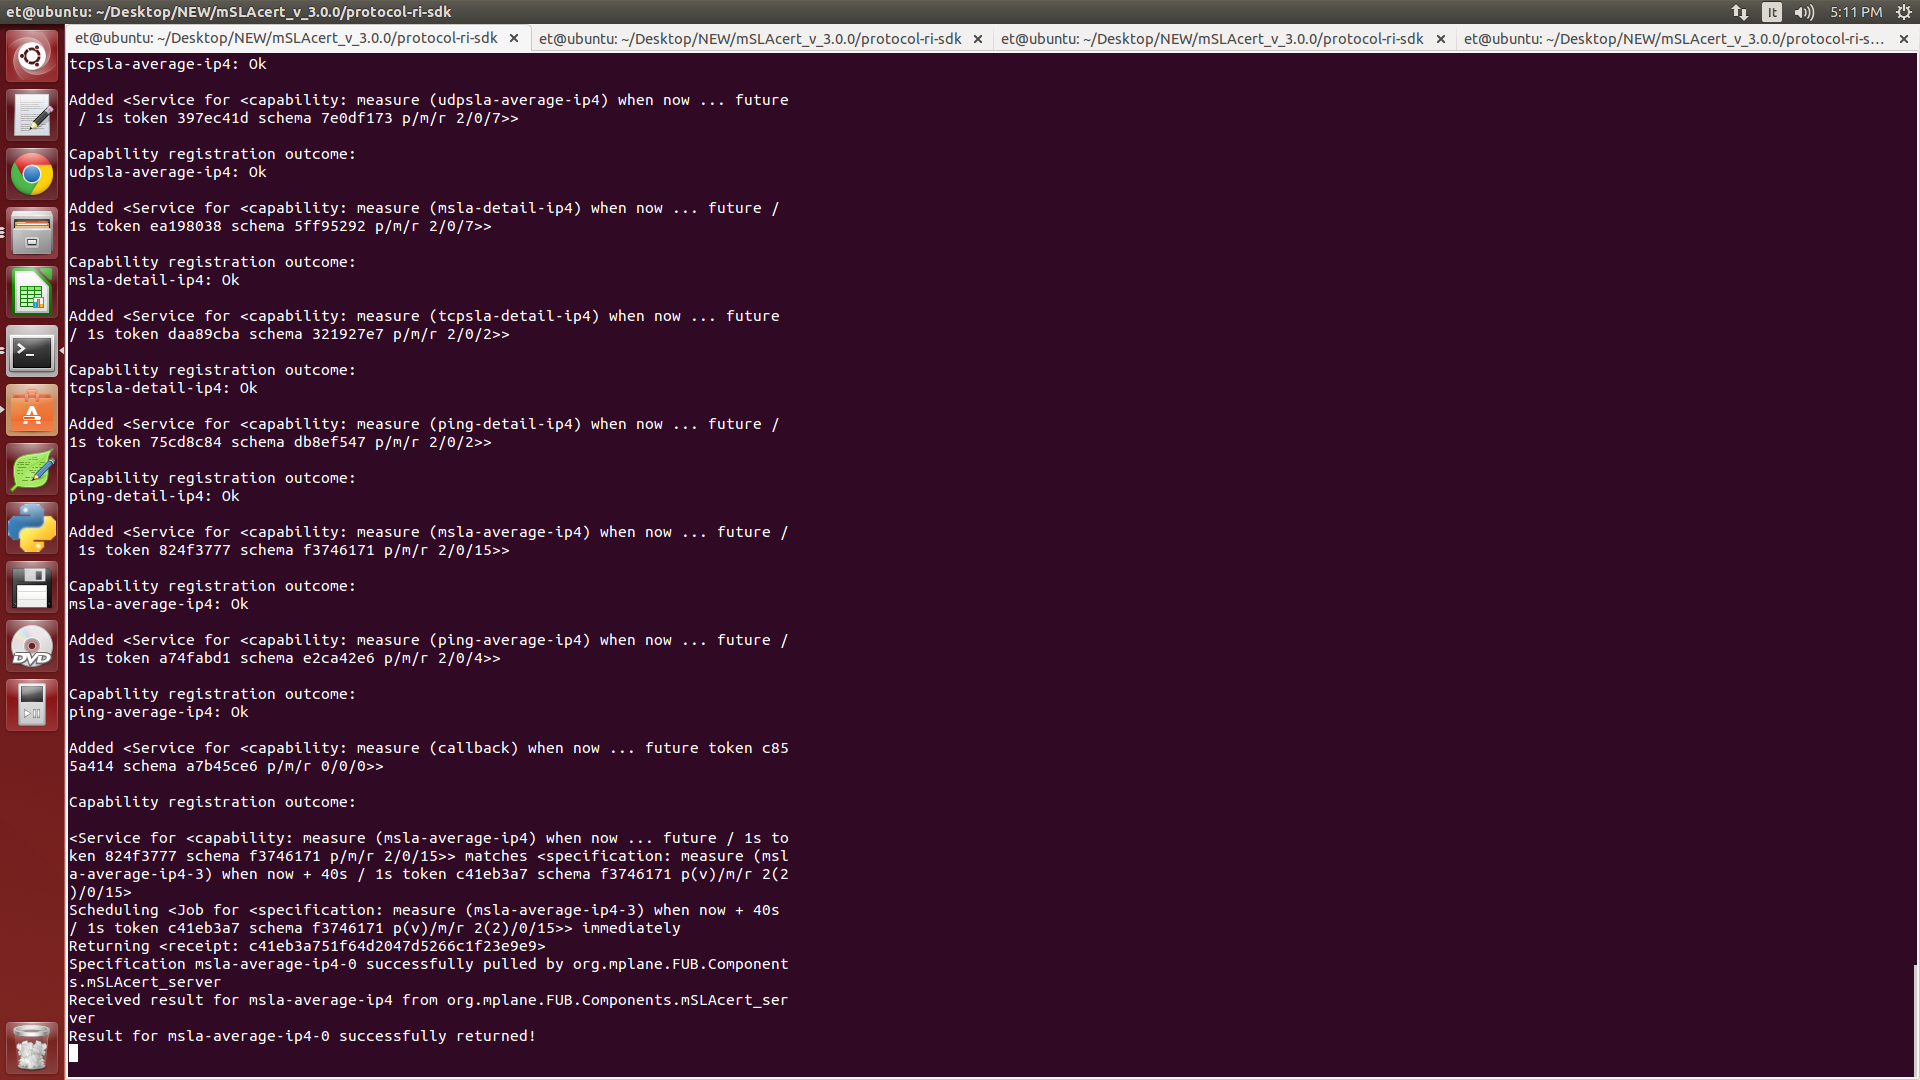 et@ubuntu: ~/Desktop/NEW/mSLAcert_v_3.0.0/protocol-ri-sdk
It
5:11 PM
et@ubuntu: ~/Desktop/NEW/mSLAcert_v_3.0.0/protocol-ri-sdk
et@ubuntu: ~/Desktop/NEW/mSLAcert_v_3.0.0/protocol-ri-sdk
et@ubuntu: ~/Desktop/NEW/mSLAcert_v_3.0.0/protocol-ri-sdk
et@ubuntu: ~/Desktop/NEW/mSLAcert_v_3.0.0/protocol-ri-s...
tcpsla-average-ip4: Ok
Added <Service for <capability: measure (udpsla-average-ip4) when now ... future
 / 1s token 397ec41d schema 7e0df173 p/m/r 2/0/7>>
Capability registration outcome:
udpsla-average-ip4: Ok
Added <Service for <capability: measure (msla-detail-ip4) when now ... future /
1s token ea198038 schema 5ff95292 p/m/r 2/0/7>>
Capability registration outcome:
msla-detail-ip4: Ok
Added <Service for <capability: measure (tcpsla-detail-ip4) when now ... future
/ 1s token daa89cba schema 321927e7 p/m/r 2/0/2>>
Capability registration outcome:
tcpsla-detail-ip4: Ok
Added <Service for <capability: measure (ping-detail-ip4) when now ... future /
1s token 75cd8c84 schema db8ef547 p/m/r 2/0/2>>
Capability registration outcome:
ping-detail-ip4: Ok
Added <Service for <capability: measure (msla-average-ip4) when now ... future /
 1s token 824f3777 schema f3746171 p/m/r 2/0/15>>
Capability registration outcome:
msla-average-ip4: Ok
Added <Service for <capability: measure (ping-average-ip4) when now ... future /
 1s token a74fabd1 schema e2ca42e6 p/m/r 2/0/4>>
Capability registration outcome:
ping-average-ip4: Ok
Added <Service for <capability: measure (callback) when now ... future token c85
5a414 schema a7b45ce6 p/m/r 0/0/0>>
Capability registration outcome:
<Service for <capability: measure (msla-average-ip4) when now ... future / 1s to
ken 824f3777 schema f3746171 p/m/r 2/0/15>> matches <specification: measure (msl
a-average-ip4-3) when now + 40s / 1s token c41eb3a7 schema f3746171 p(v)/m/r 2(2
)/0/15>
Scheduling <Job for <specification: measure (msla-average-ip4-3) when now + 40s
/ 1s token c41eb3a7 schema f3746171 p(v)/m/r 2(2)/0/15>> immediately
Returning <receipt: c41eb3a751f64d2047d5266c1f23e9e9>
Specification msla-average-ip4-0 successfully pulled by org.mplane.FUB.Component
s.mSLAcert_server
Received result for msla-average-ip4 from org.mplane.FUB.Components.mSLAcert_ser
ver
Result for msla-average-ip4-0 successfully returned!
DVD